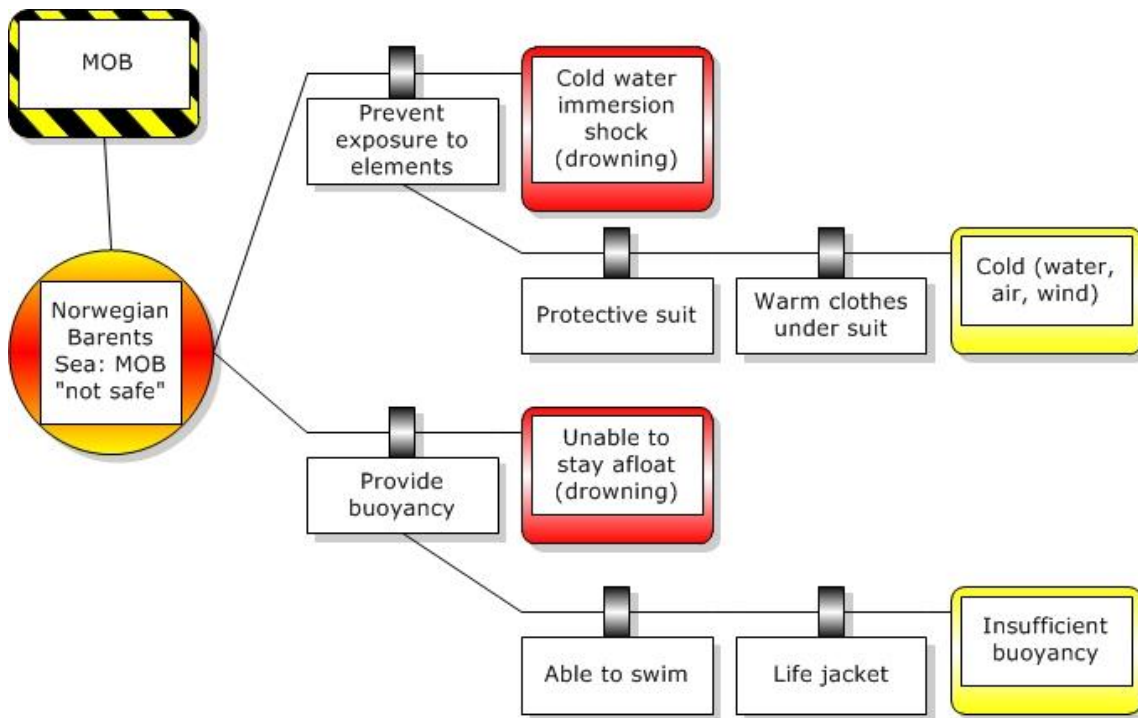 MOB
Norwegian
Barents
Sea: MOB
"not safe"
Prevent
exposure to
elements
Cold water
immersion
shock
(drowning)
Protective suit
Warm clothes
under suit
Cold (water,
air, wind)
Provide
buoyancy
Unable to
stay afloat
(drowning)
Able to swim
Life jacket
Insufficient
buoyancy